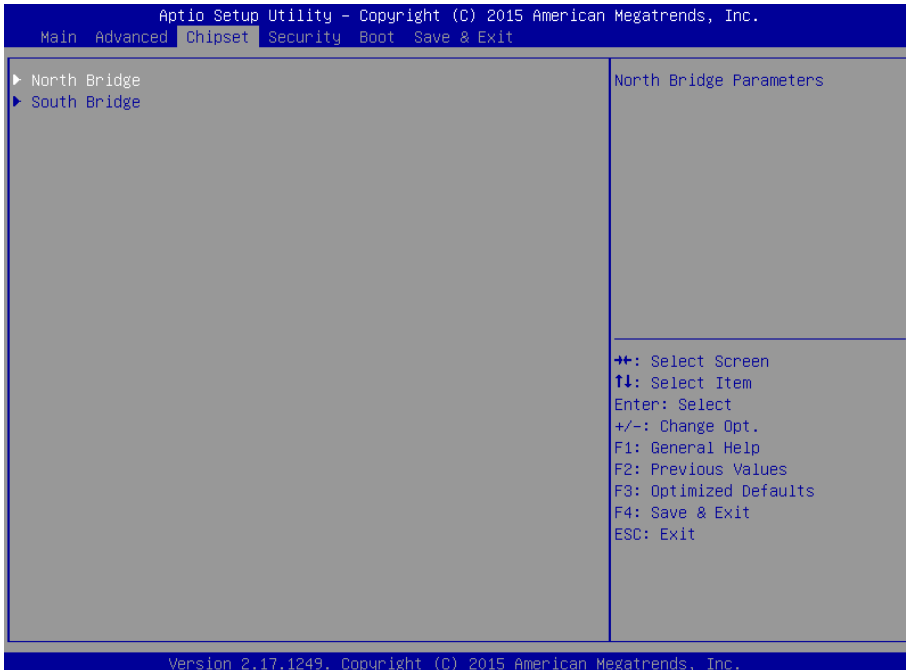 Aptio Setup Utility – Copyright (C) 2015 American Megatrends, Inc.
Main Advanced Chipset Security Boot Save & Exit
▶ North Bridge
▶ South Bridge
North Bridge Parameters
→←: Select Screen
↑↓: Select Item
Enter: Select
+/-: Change Opt.
F1: General Help
F2: Previous Values
F3: Optimized Defaults
F4: Save & Exit
ESC: Exit
Version 2.17.1249. Copyright (C) 2015 American Megatrends, Inc.